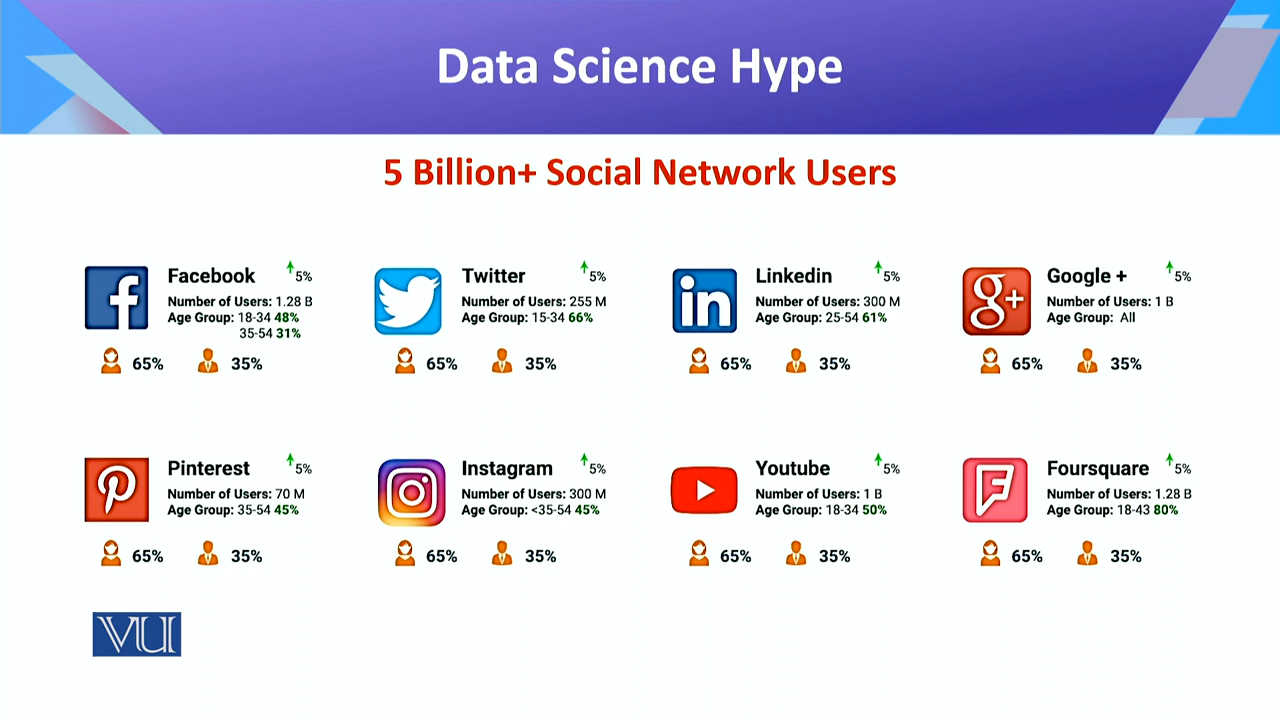 Data Science Hype
5 Billion+ Social Network Users
Facebook 5%
Number of Users: 1.28 B
Age Group: 18-34 48%
35-54 31%
65% 35%
Twitter 5%
Number of Users: 255 M
Age Group: 15-34 66%
65% 35%
Linkedin 5%
Number of Users: 300 M
Age Group: 25-54 61%
65% 35%
Google + 5%
Number of Users: 1 B
Age Group: All
65% 35%
Pinterest 5%
Number of Users: 70 M
Age Group: 35-54 45%
65% 35%
Instagram 5%
Number of Users: 300 M
Age Group: <35-54 45%
65% 35%
Youtube 5%
Number of Users: 1 B
Age Group: 18-34 50%
65% 35%
Foursquare 5%
Number of Users: 1.28 B
Age Group: 18-43 80%
65% 35%
VU